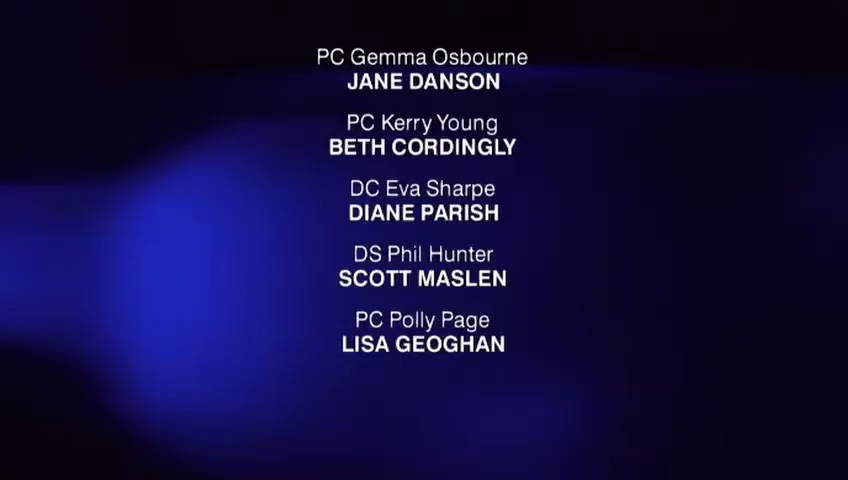 PC Gemma Osbourne
JANE DANSON
PC Kerry Young
BETH CORDINGLY
DC Eva Sharpe
DIANE PARISH
DS Phil Hunter
SCOTT MASLEN
PC Polly Page
LISA GEOGHAN